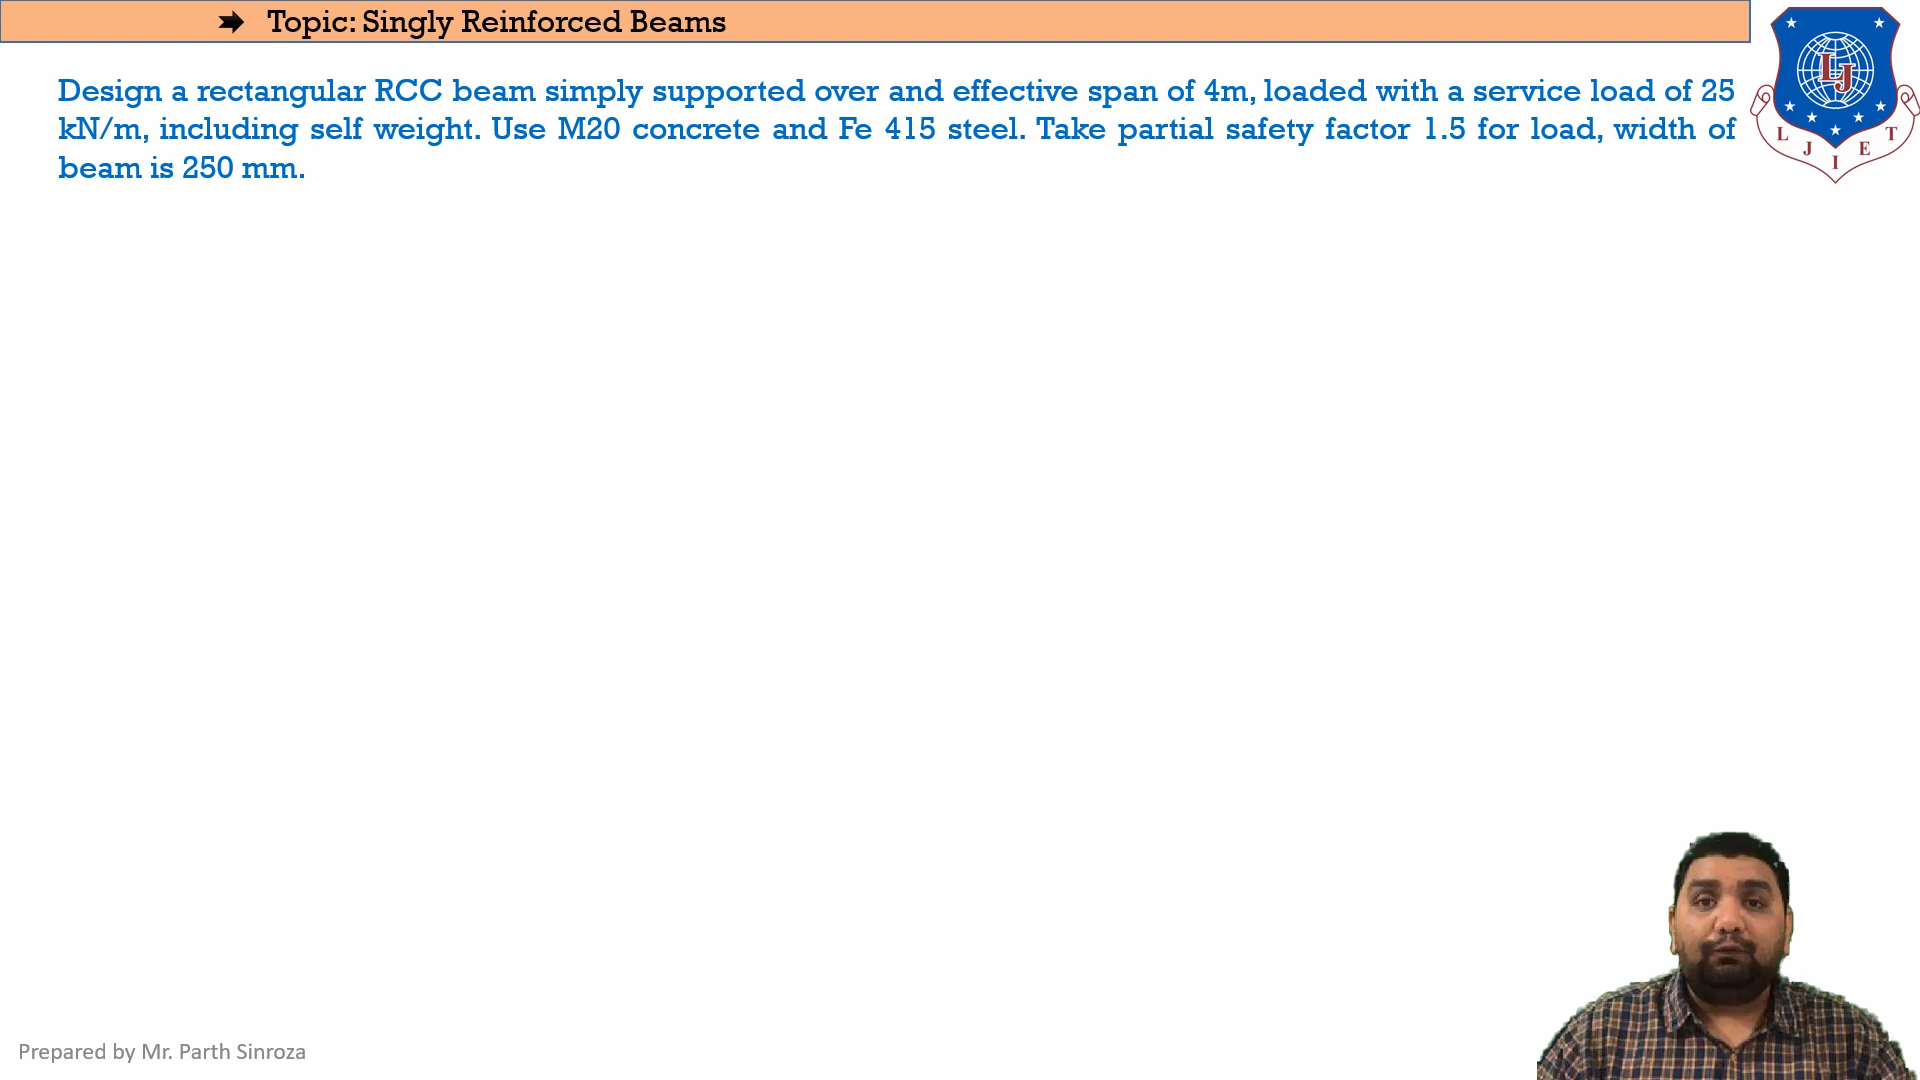 Topic: Singly Reinforced Beams
Design a rectangular RCC beam simply supported over and effective span of 4m, loaded with a service load of 25
kN/m, including self weight. Use M20 concrete and Fe 415 steel. Take partial safety factor 1.5 for load, width of
beam is 250 mm.
LJ
L J I E T
Prepared by Mr. Parth Sinroza